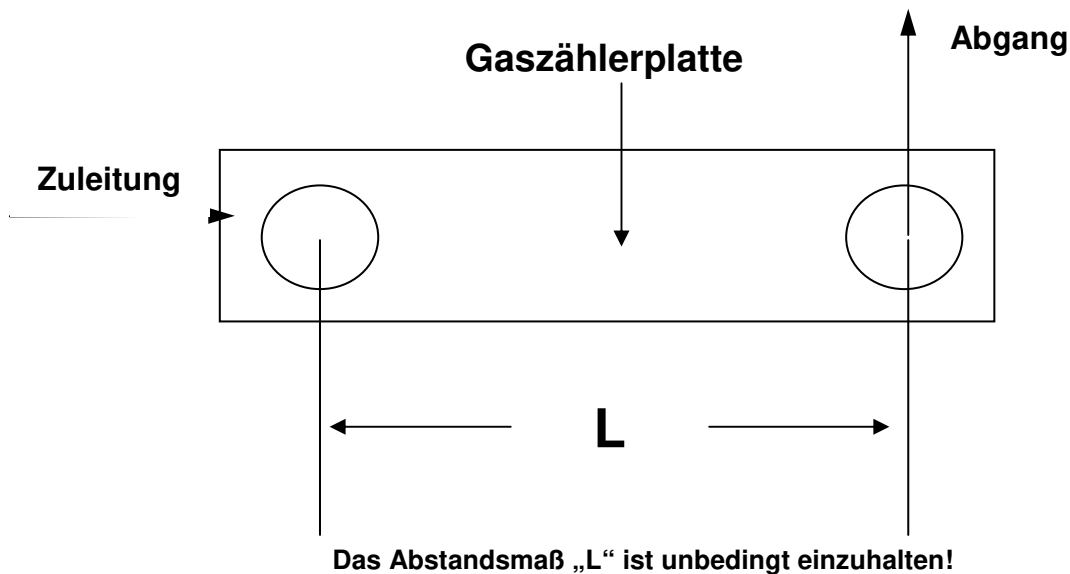 Abgang
Gaszählerplatte
Zuleitung
L
Das Abstandsmaß „L“ ist unbedingt einzuhalten!